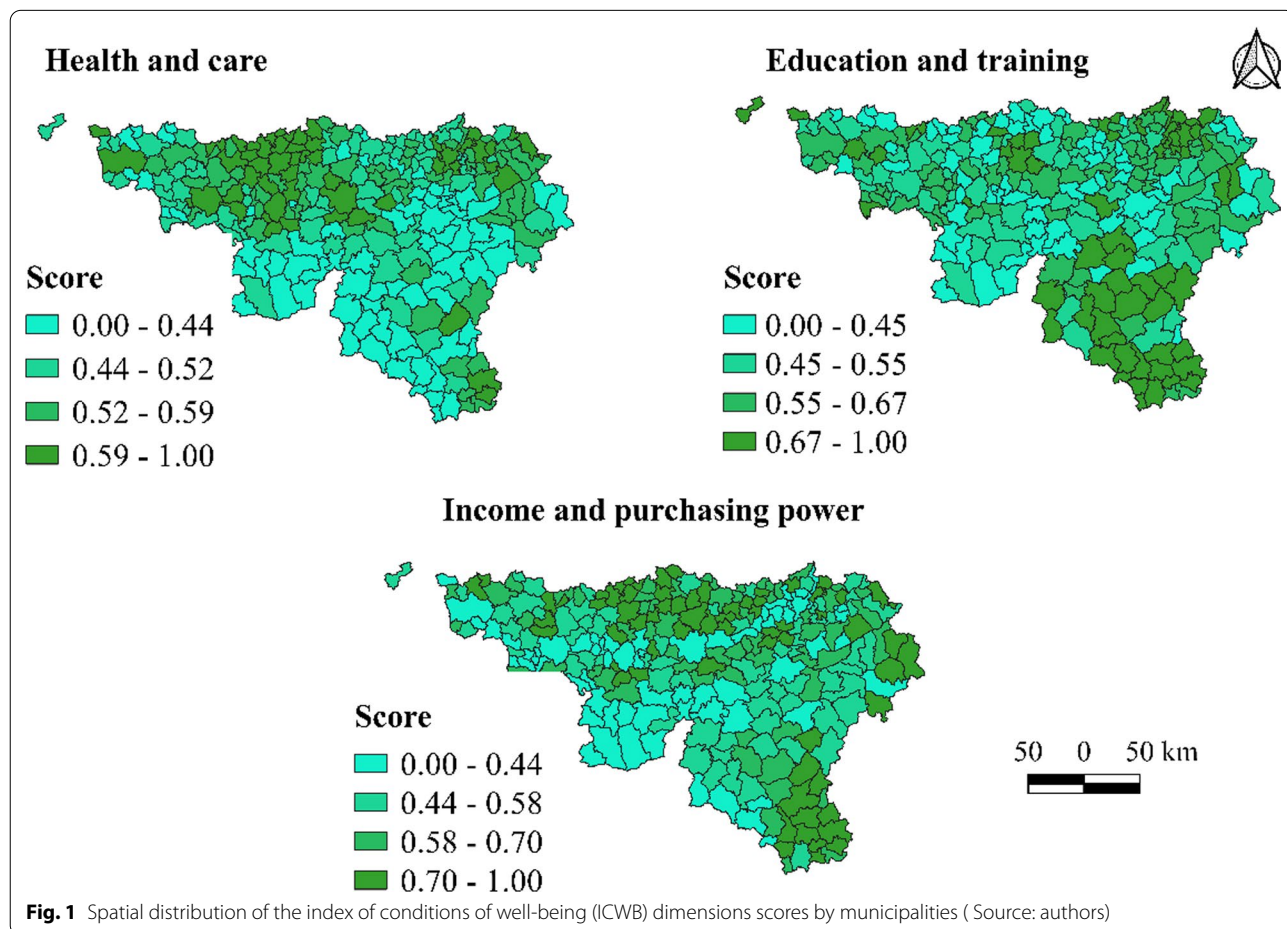 Health and care
Education and training
Score
0.00 - 0.44
0.44 - 0.52
0.52 - 0.59
0.59 - 1.00
Score
0.00 - 0.45
0.45 - 0.55
0.55 - 0.67
0.67 - 1.00
Income and purchasing power
Score
0.00 - 0.44
0.44 - 0.58
0.58 - 0.70
0.70 - 1.00
50 0 50 km
Fig. 1 Spatial distribution of the index of conditions of well-being (ICWB) dimensions scores by municipalities ( Source: authors)